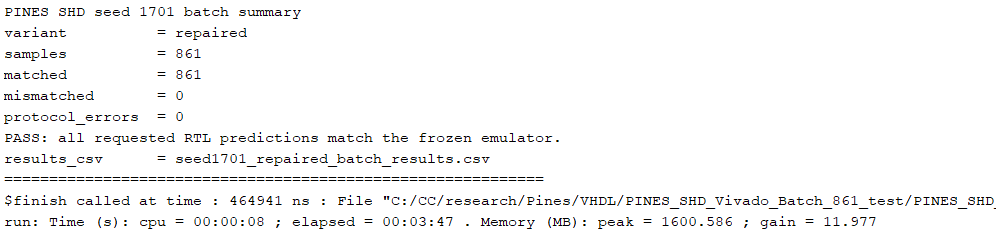 PINES SHD seed 1701 batch summary
variant = repaired
samples = 861
matched = 861
mismatched = 0
protocol_errors = 0
PASS: all requested RTL predictions match the frozen emulator.
results_csv = seed1701_repaired_batch_results.csv
============================================================
$finish called at time : 464941 ns : File "C:/CC/research/Pines/VHDL/PINES_SHD_Vivado_Batch_861_test/PINES_SHD_
run: Time (s): cpu = 00:00:08 ; elapsed = 00:03:47 . Memory (MB): peak = 1600.586 ; gain = 11.977